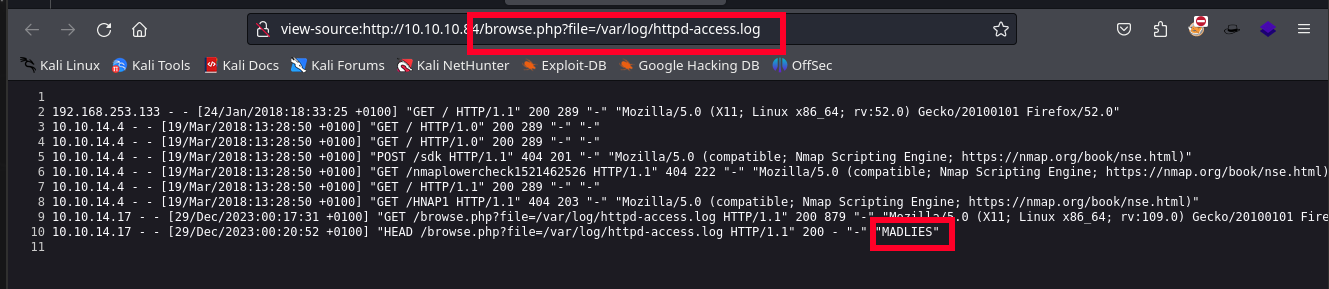 view-source:http://10.10.10.84/browse.php?file=/var/log/httpd-access.log
Kali Linux Kali Tools Kali Docs Kali Forums Kali NetHunter Exploit-DB Google Hacking DB OffSec
1
2 192.168.253.133 - - [24/Jan/2018:18:33:25 +0100] "GET / HTTP/1.1" 200 289 "-" "Mozilla/5.0 (X11; Linux x86_64; rv:52.0) Gecko/20100101 Firefox/52.0"
3 10.10.14.4 - - [19/Mar/2018:13:28:50 +0100] "GET / HTTP/1.0" 200 289 "-" "-"
4 10.10.14.4 - - [19/Mar/2018:13:28:50 +0100] "GET / HTTP/1.0" 200 289 "-" "-"
5 10.10.14.4 - - [19/Mar/2018:13:28:50 +0100] "POST /sdk HTTP/1.1" 404 201 "-" "Mozilla/5.0 (compatible; Nmap Scripting Engine; https://nmap.org/book/nse.html)"
6 10.10.14.4 - - [19/Mar/2018:13:28:50 +0100] "GET /nmaplowercheck1521462526 HTTP/1.1" 404 222 "-" "Mozilla/5.0 (compatible; Nmap Scripting Engine; https://nmap.org/book/nse.html)
7 10.10.14.4 - - [19/Mar/2018:13:28:50 +0100] "GET / HTTP/1.1" 200 289 "-" "-"
8 10.10.14.4 - - [19/Mar/2018:13:28:50 +0100] "GET /HNAP1 HTTP/1.1" 404 203 "-" "Mozilla/5.0 (compatible; Nmap Scripting Engine; https://nmap.org/book/nse.html)"
9 10.10.14.17 - - [29/Dec/2023:00:17:31 +0100] "GET /browse.php?file=/var/log/httpd-access.log HTTP/1.1" 200 879 "-" "Mozilla/5.0 (X11; Linux x86_64; rv:109.0) Gecko/20100101 Fire
10 10.10.14.17 - - [29/Dec/2023:00:20:52 +0100] "HEAD /browse.php?file=/var/log/httpd-access.log HTTP/1.1" 200 - "-" "MADLIES"
11